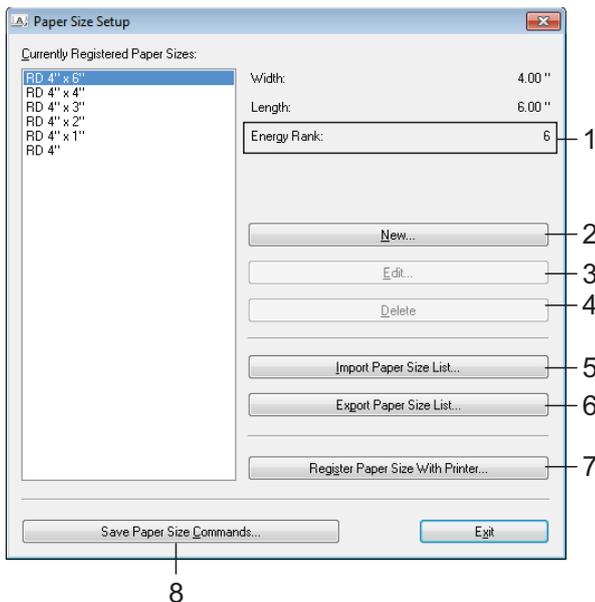 Paper Size Setup
Currently Registered Paper Sizes:
RD 4" x 6"
RD 4" x 4"
RD 4" x 3"
RD 4" x 2"
RD 4" x 1"
RD 4"
Width: 4.00 "
Length: 6.00 "
Energy Rank: 6
1
New...
2
Edit...
3
Delete
4
Import Paper Size List...
5
Export Paper Size List...
6
Register Paper Size With Printer...
7
Save Paper Size Commands...
Exit
8